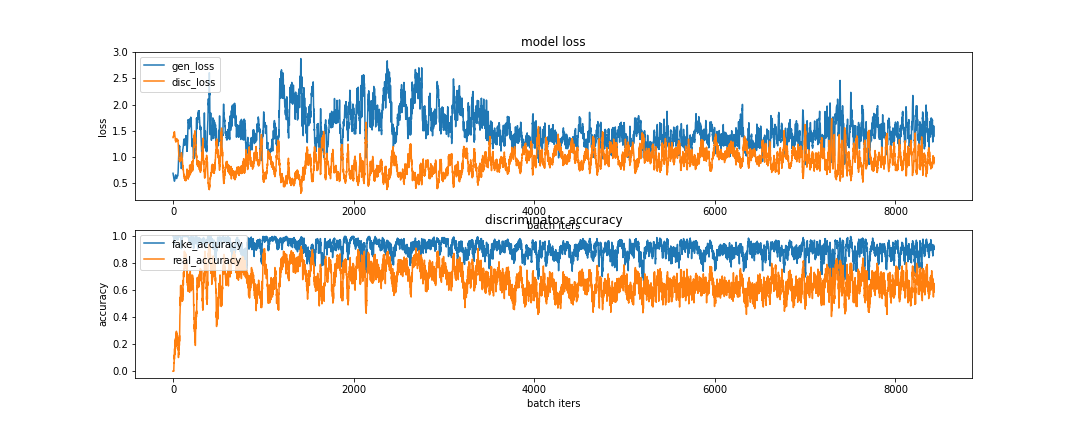 model loss
3.0
2.5
2.0
1.5
1.0
0.5
loss
gen_loss
disc_loss
0 2000 4000 6000 8000
batch iters
discriminator accuracy
1.0
0.8
0.6
0.4
0.2
0.0
accuracy
fake_accuracy
real_accuracy
0 2000 4000 6000 8000
batch iters